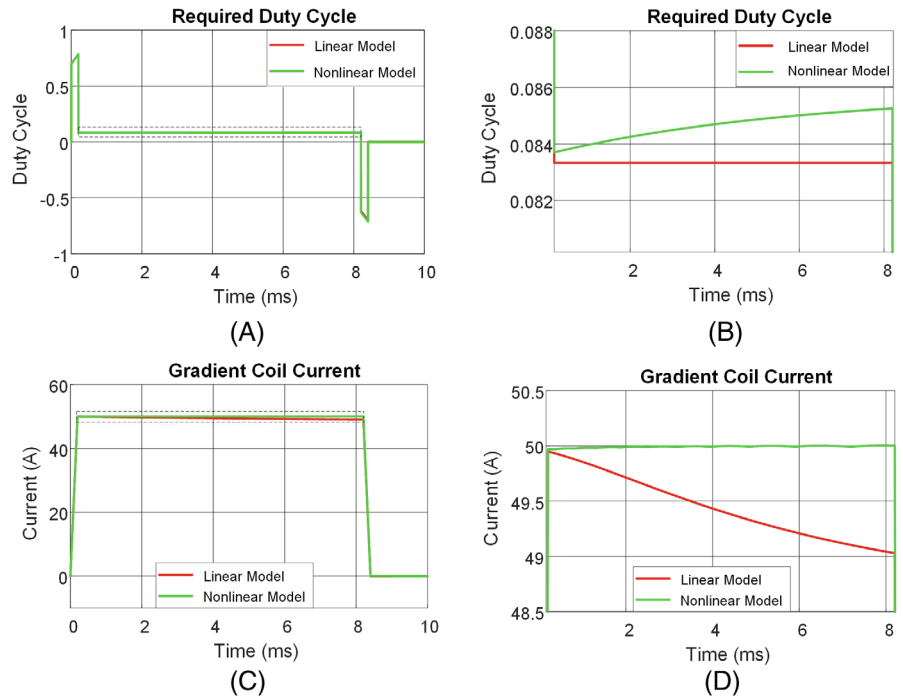 Required Duty Cycle
1
0.5
0
-0.5
-1
Duty Cycle
Linear Model
Nonlinear Model
0 2 4 6 8 10
Time (ms)
(A)
Required Duty Cycle
0.088
0.086
0.084
0.082
Duty Cycle
Linear Model
Nonlinear Model
2 4 6 8
Time (ms)
(B)
Gradient Coil Current
60
40
20
0
Current (A)
Linear Model
Nonlinear Model
0 2 4 6 8 10
Time (ms)
(C)
Gradient Coil Current
50.5
50
49.5
49
48.5
Current (A)
Linear Model
Nonlinear Model
2 4 6 8
Time (ms)
(D)